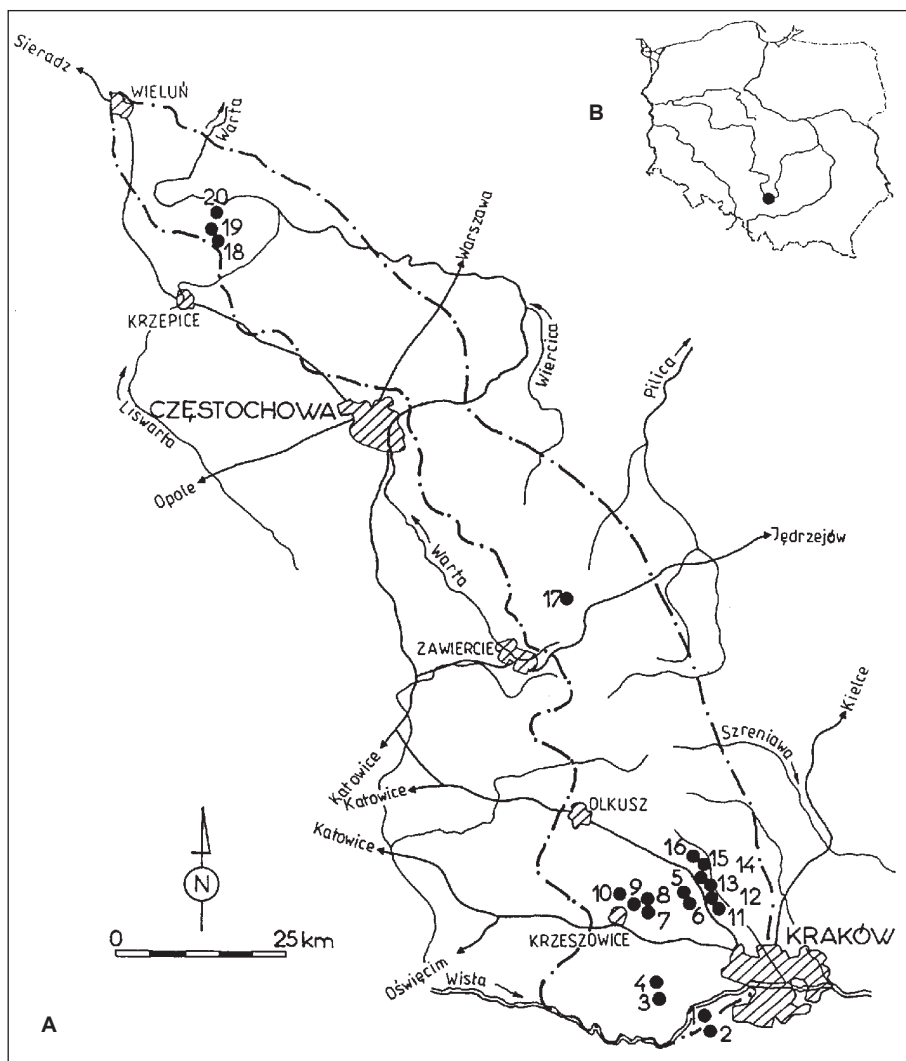 Sieradz
WIELUŃ
Warta
B
20
19
18
Warszawa
KRZEPICE
Wiercica
Pilica
Liswarta
CZĘSTOCHOWA
Opole
Jędrzejów
Warta
17
ZAWIERCIE
Kielce
Szreniawa
Katowice
Katowice
OLKUSZ
Katowice
16
15
14
13
12
11
10
9
8
5
7
6
N
0 25 km
KRZESZOWICE
KRAKÓW
Oświęcim
Wisła
4
3
2
A